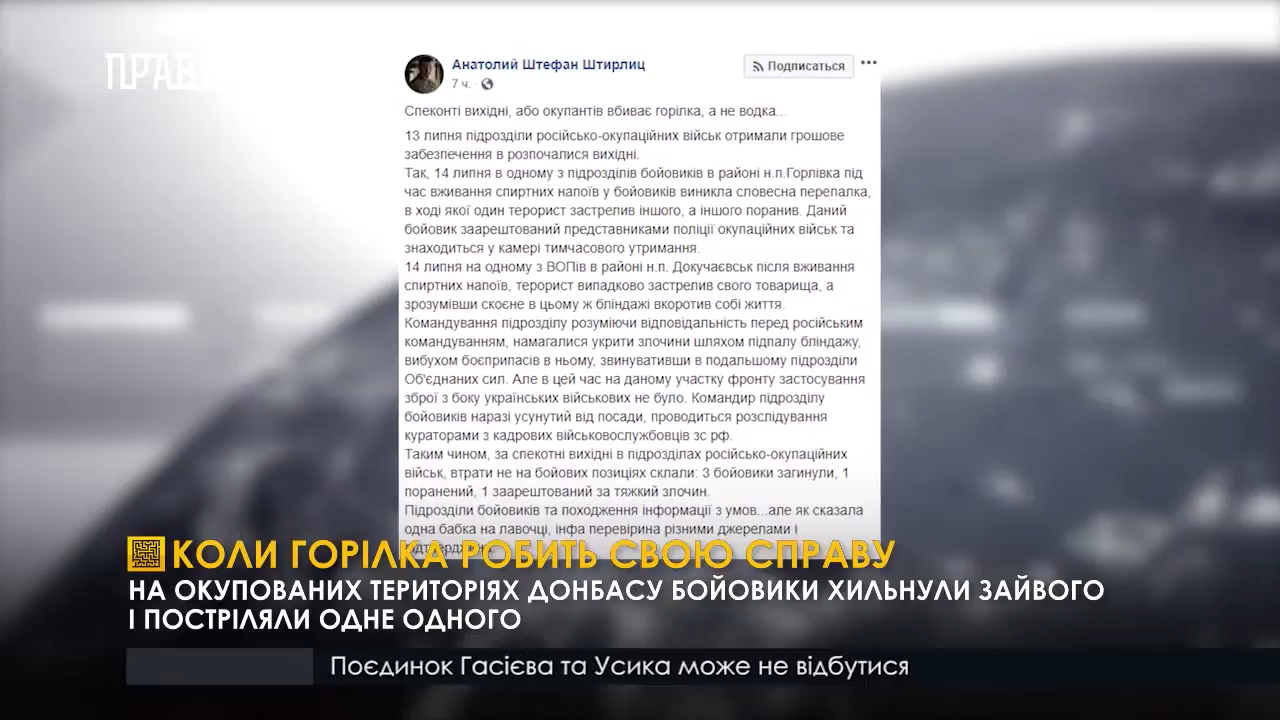 ПРАВ
Анатолий Штефан Штирлиц
Подписаться
7 ч.
Спеконті вихідні, або окупантів вбиває горілка, а не водка...
13 липня підрозділи російсько-окупаційних військ отримали грошове
забезпечення в розпочалися вихідні.
Так, 14 липня в одному з підрозділів бойовиків в районі н.п.Горлівка під
час вживання спиртних напоїв у бойовиків виникла словесна перепалка,
в ході якої один терорист застрелив іншого, а іншого поранив. Даний
бойовик заарештований представниками поліції окупаційних військ та
знаходиться у камері тимчасового утримання.
14 липня на одному з ВОПів в районі н.п. Докучаєвськ після вживання
спиртних напоїв, терорист випадково застрелив свого товариша, а
зрозумівши скоєне в цьому ж бліндажі вкоротив собі життя.
Командування підрозділу розуміючи відповідальність перед російським
командуванням, намагалися укрити злочини шляхом підпалу бліндажу,
вибухом боєприпасів в ньому, звинувативши в подальшому підрозділи
Об'єднаних сил. Але в цей час на даному участку фронту застосування
зброї з боку українських військових не було. Командир підрозділу
бойовиків наразі усунутий від посади, проводиться розслідування
кураторами з кадрових військовослужбовців зс рф.
Таким чином, за спекотні вихідні в підрозділах російсько-окупаційних
військ, втрати не на бойових позиціях склали: 3 бойовики загинули, 1
поранений, 1 заарештований за тяжкий злочин.
Підрозділи бойовиків та походження інформації з умов...але як сказала
одна бабка на лавочці, інфа перевірина різними джерелами і
КОЛИ ГОРІЛКА РОБИТЬ СВОЮ СПРАВУ
НА ОКУПОВАНИХ ТЕРИТОРІЯХ ДОНБАСУ БОЙОВИКИ ХИЛЬНУЛИ ЗАЙВОГО
І ПОСТРІЛЯЛИ ОДНЕ ОДНОГО
Поєдинок Гасієва та Усика може не відбутися